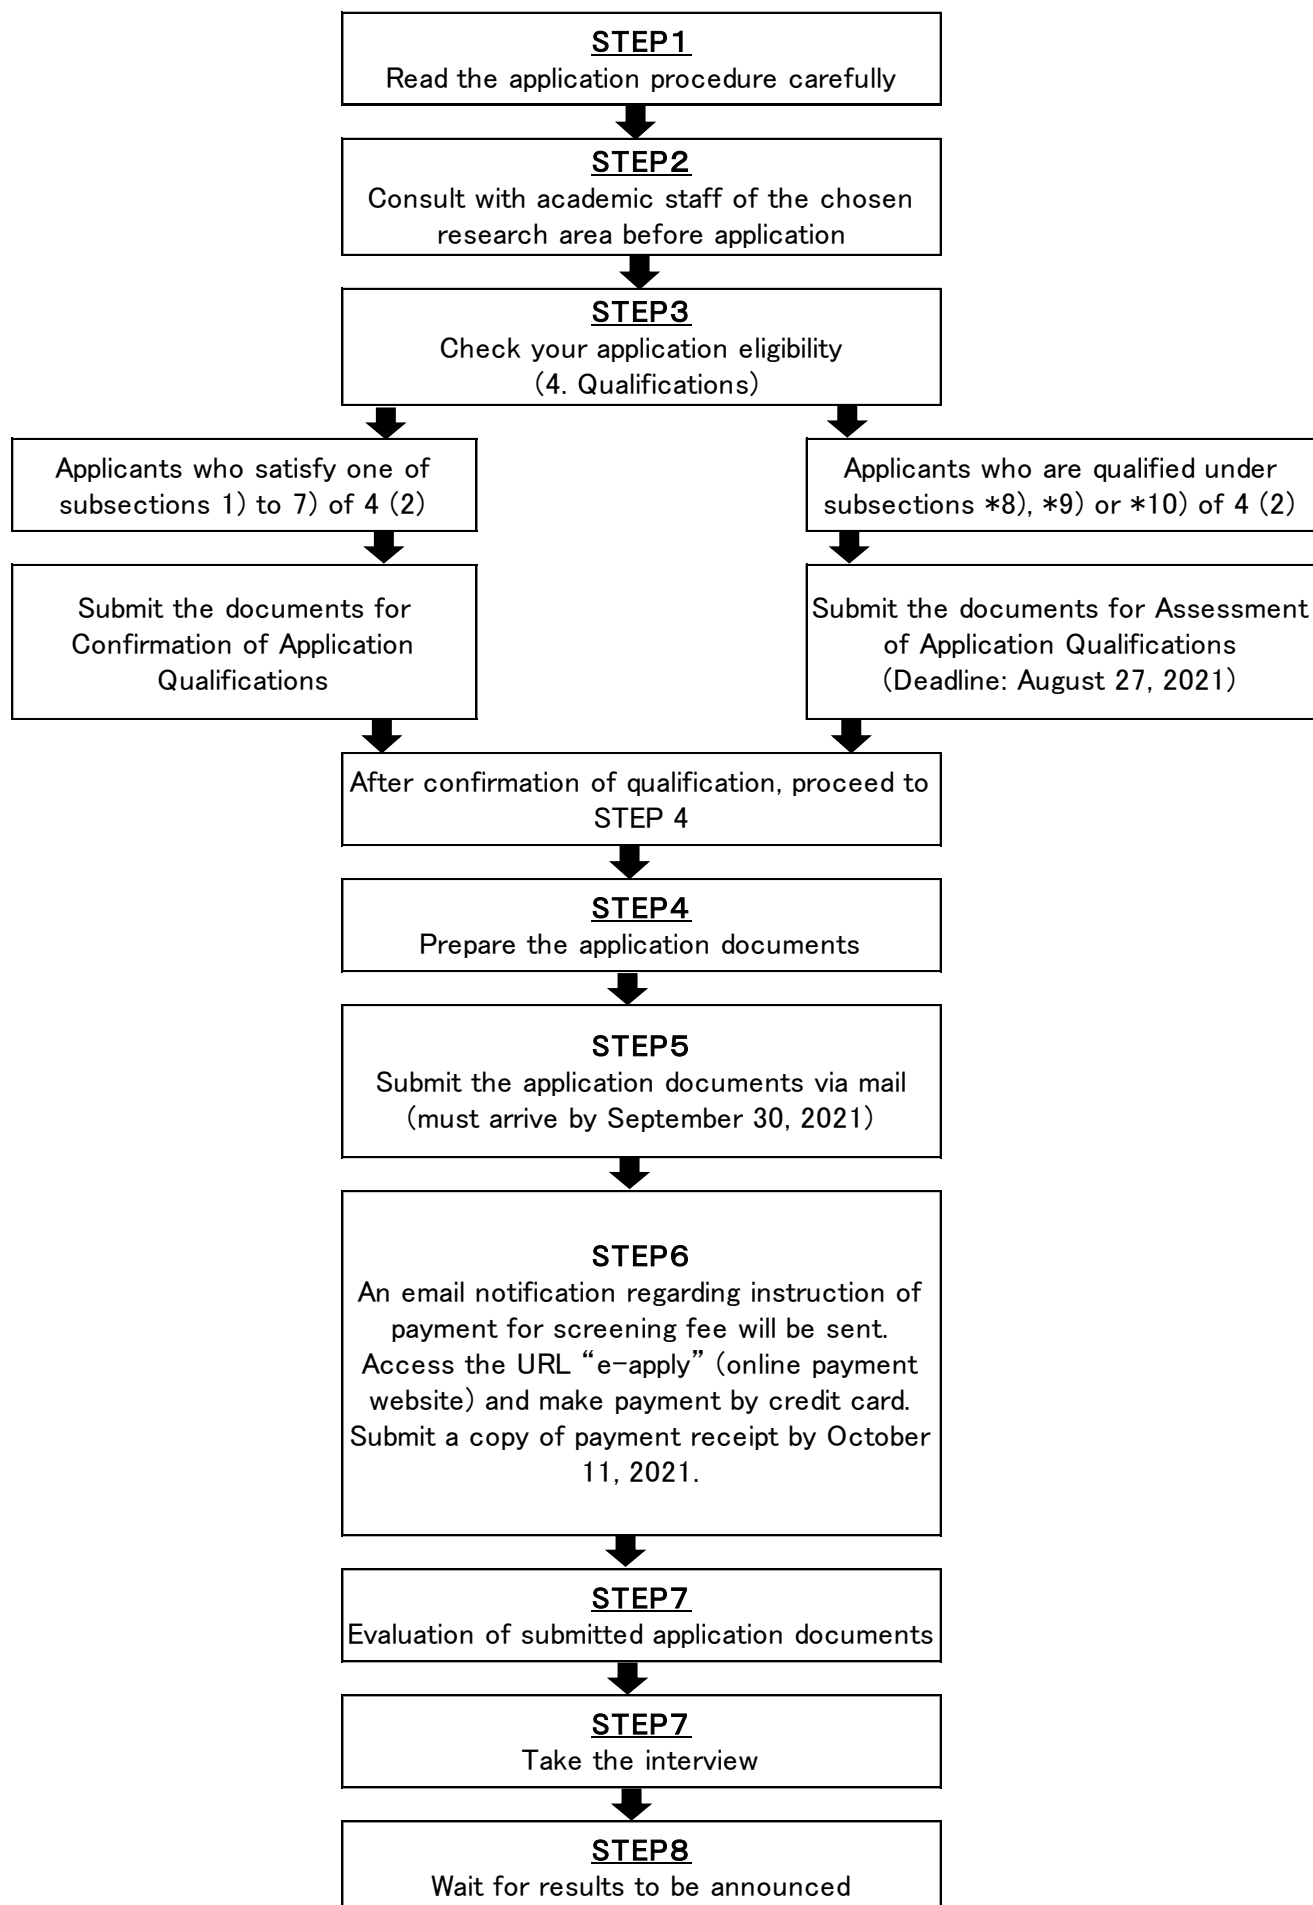 STEP1
Read the application procedure carefully
STEP2
Consult with academic staff of the chosen
research area before application
STEP3
Check your application eligibility
(4. Qualifications)
Applicants who satisfy one of
subsections 1) to 7) of 4 (2)
Applicants who are qualified under
subsections *8), *9) or *10) of 4 (2)
Submit the documents for
Confirmation of Application
Qualifications
Submit the documents for Assessment
of Application Qualifications
(Deadline: August 27, 2021)
After confirmation of qualification, proceed to
STEP 4
STEP4
Prepare the application documents
STEP5
Submit the application documents via mail
(must arrive by September 30, 2021)
STEP6
An email notification regarding instruction of
payment for screening fee will be sent.
Access the URL “e-apply” (online payment
website) and make payment by credit card.
Submit a copy of payment receipt by October
11, 2021.
STEP7
Evaluation of submitted application documents
STEP7
Take the interview
STEP8
Wait for results to be announced